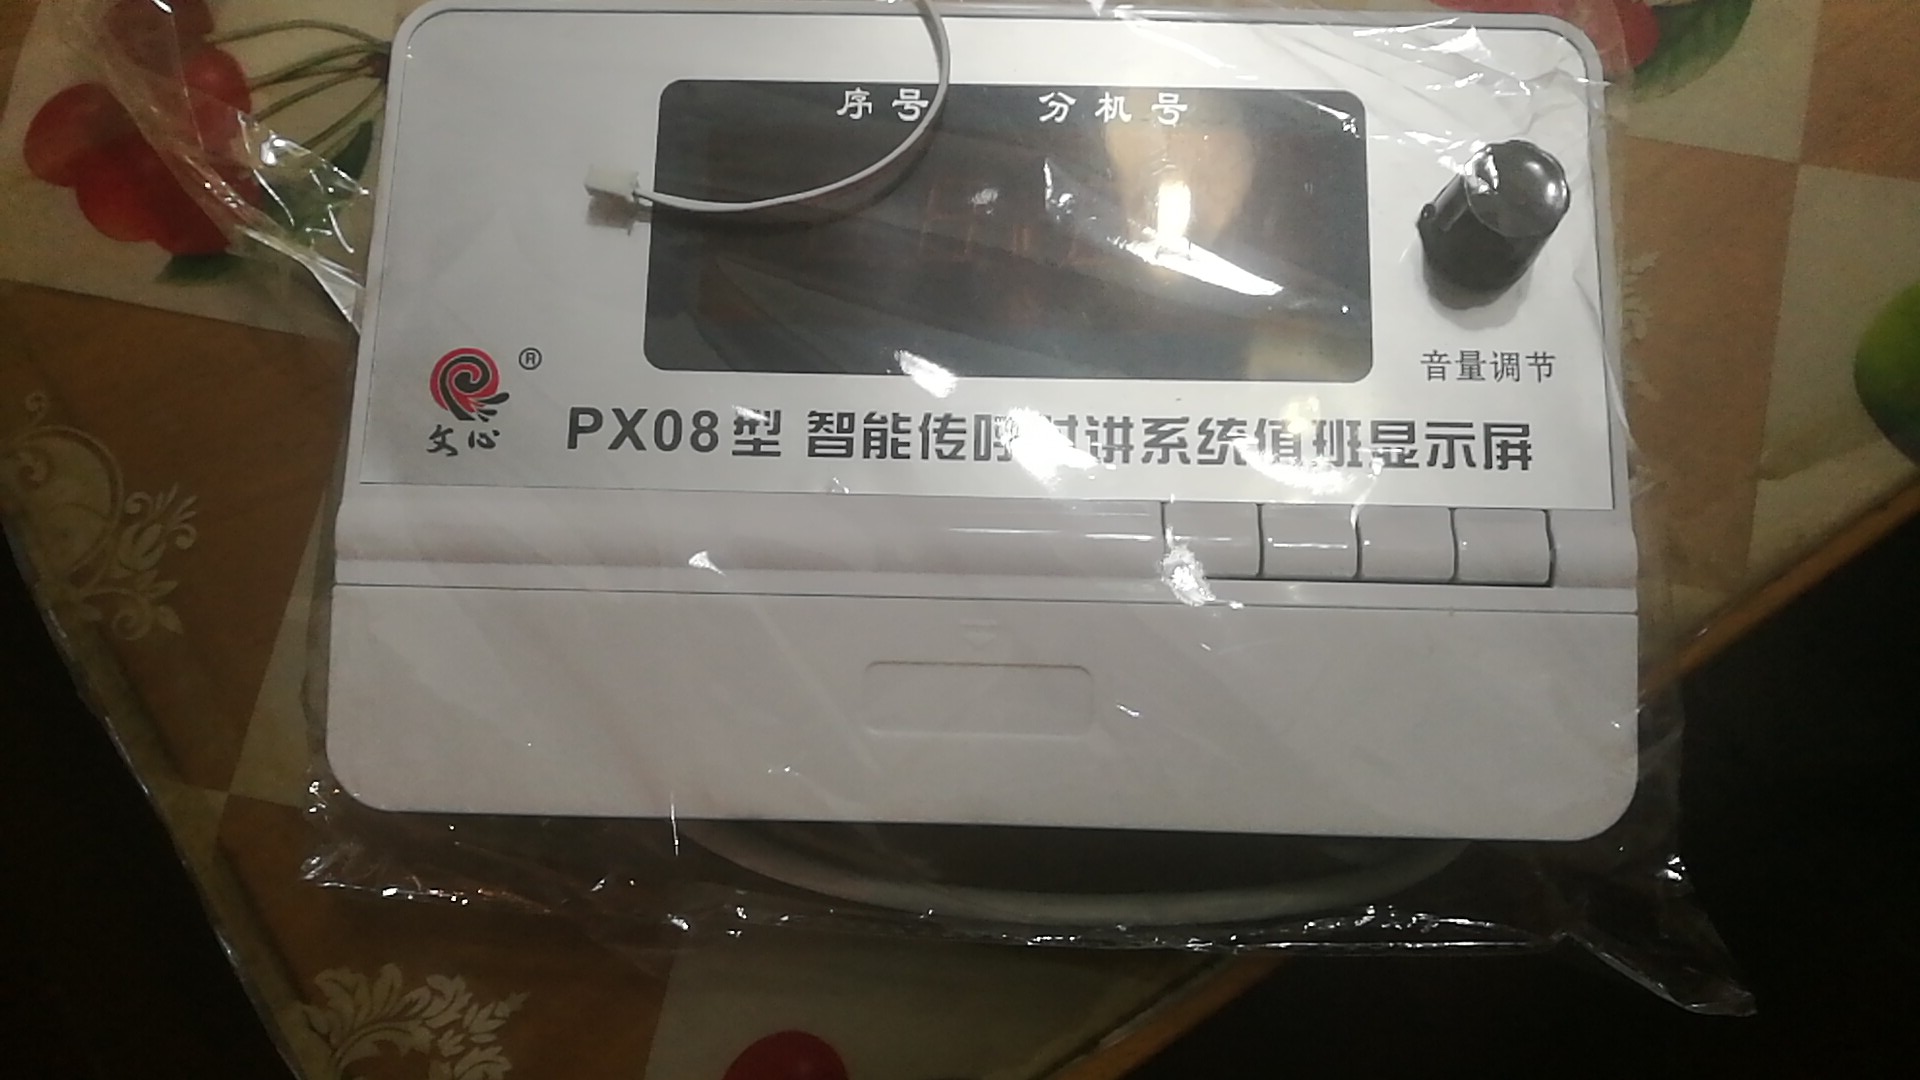 序号 分机号
音量调节
®
文心
PX08型 智能传呼对讲系统值班显示屏